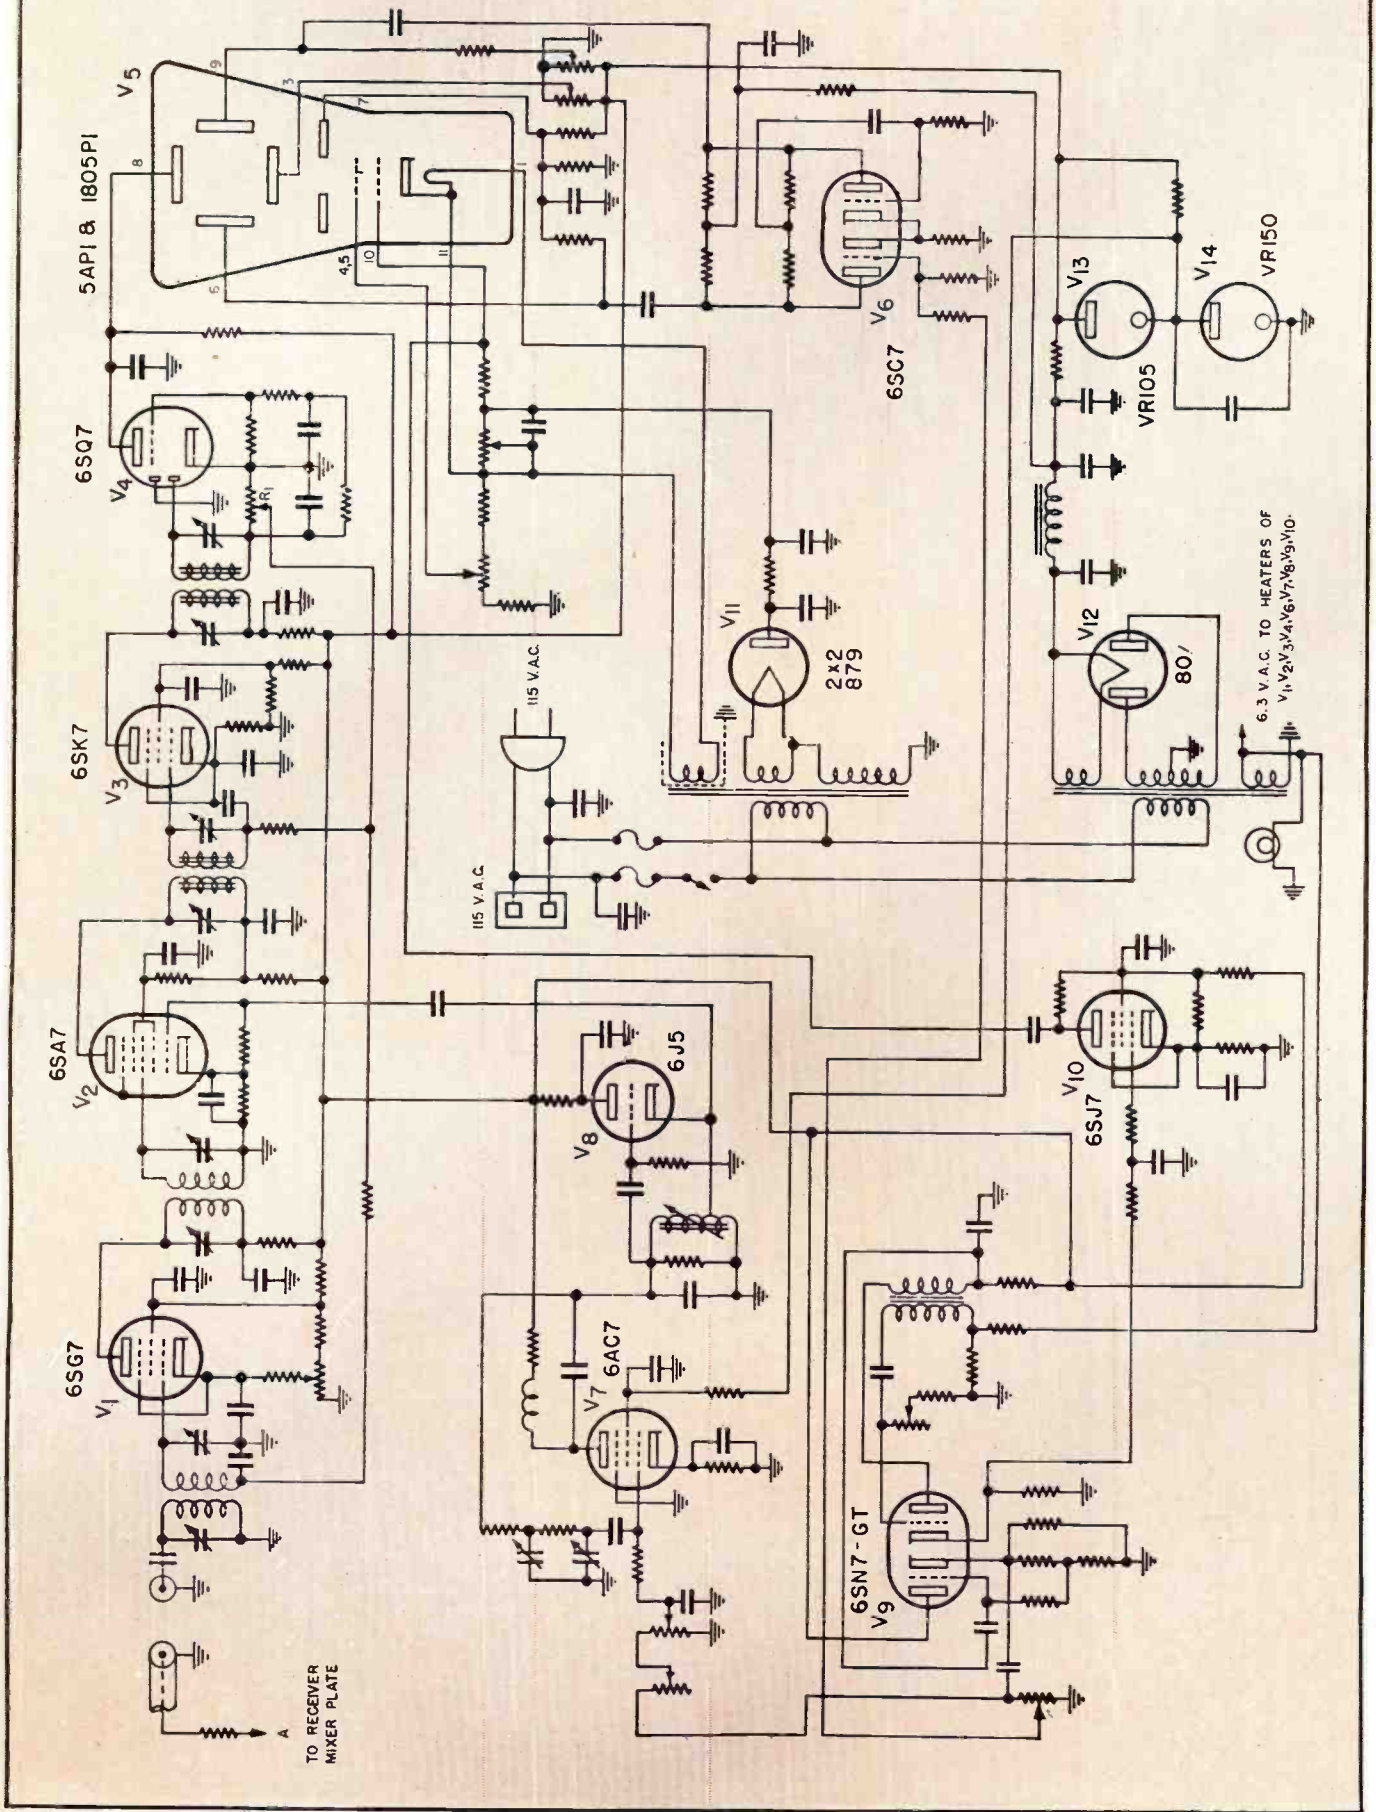 5AP1 & 1805P1
V5
8
9
3
7
6
4,5
10
11
1
6SQ7
V4
R1
6SK7
V3
6SA7
V2
6SG7
V1
A
TO RECEIVER
MIXER PLATE
115 V.A.C.
115 V.A.C.
V11
2X2
879
V6
6SC7
V13
VR105
V14
VR150
V12
80
6.3 V. A.C. TO HEATERS OF
V1,V2,V3,V4,V6,V7,V8,V9,V10.
V8
6J5
V7
6AC7
V10
6SJ7
6SN7-GT
V9